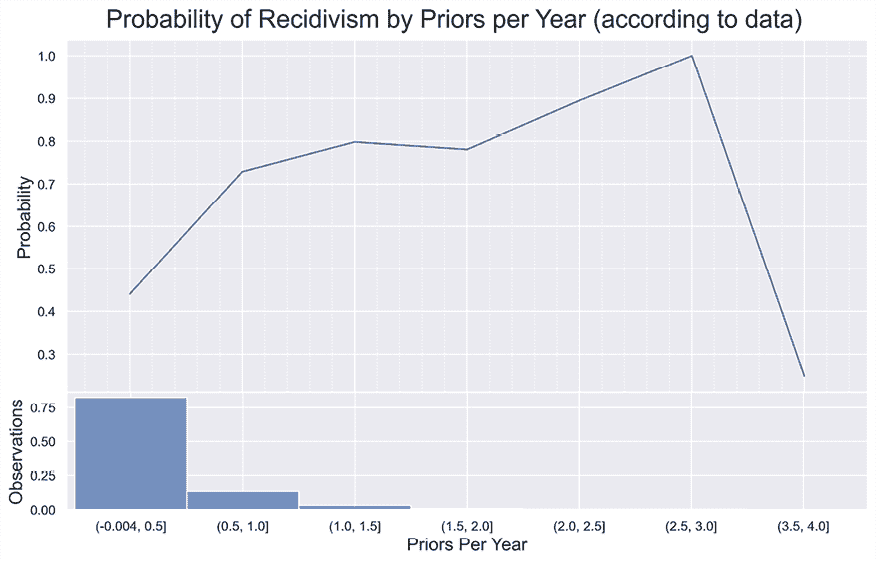 Probability of Recidivism by Priors per Year (according to data)
Probability
1.0
0.9
0.8
0.7
0.6
0.5
0.4
0.3
Observations
0.75
0.50
0.25
0.00
(-0.004, 0.5] (0.5, 1.0] (1.0, 1.5] (1.5, 2.0] (2.0, 2.5] (2.5, 3.0] (3.5, 4.0]
Priors Per Year